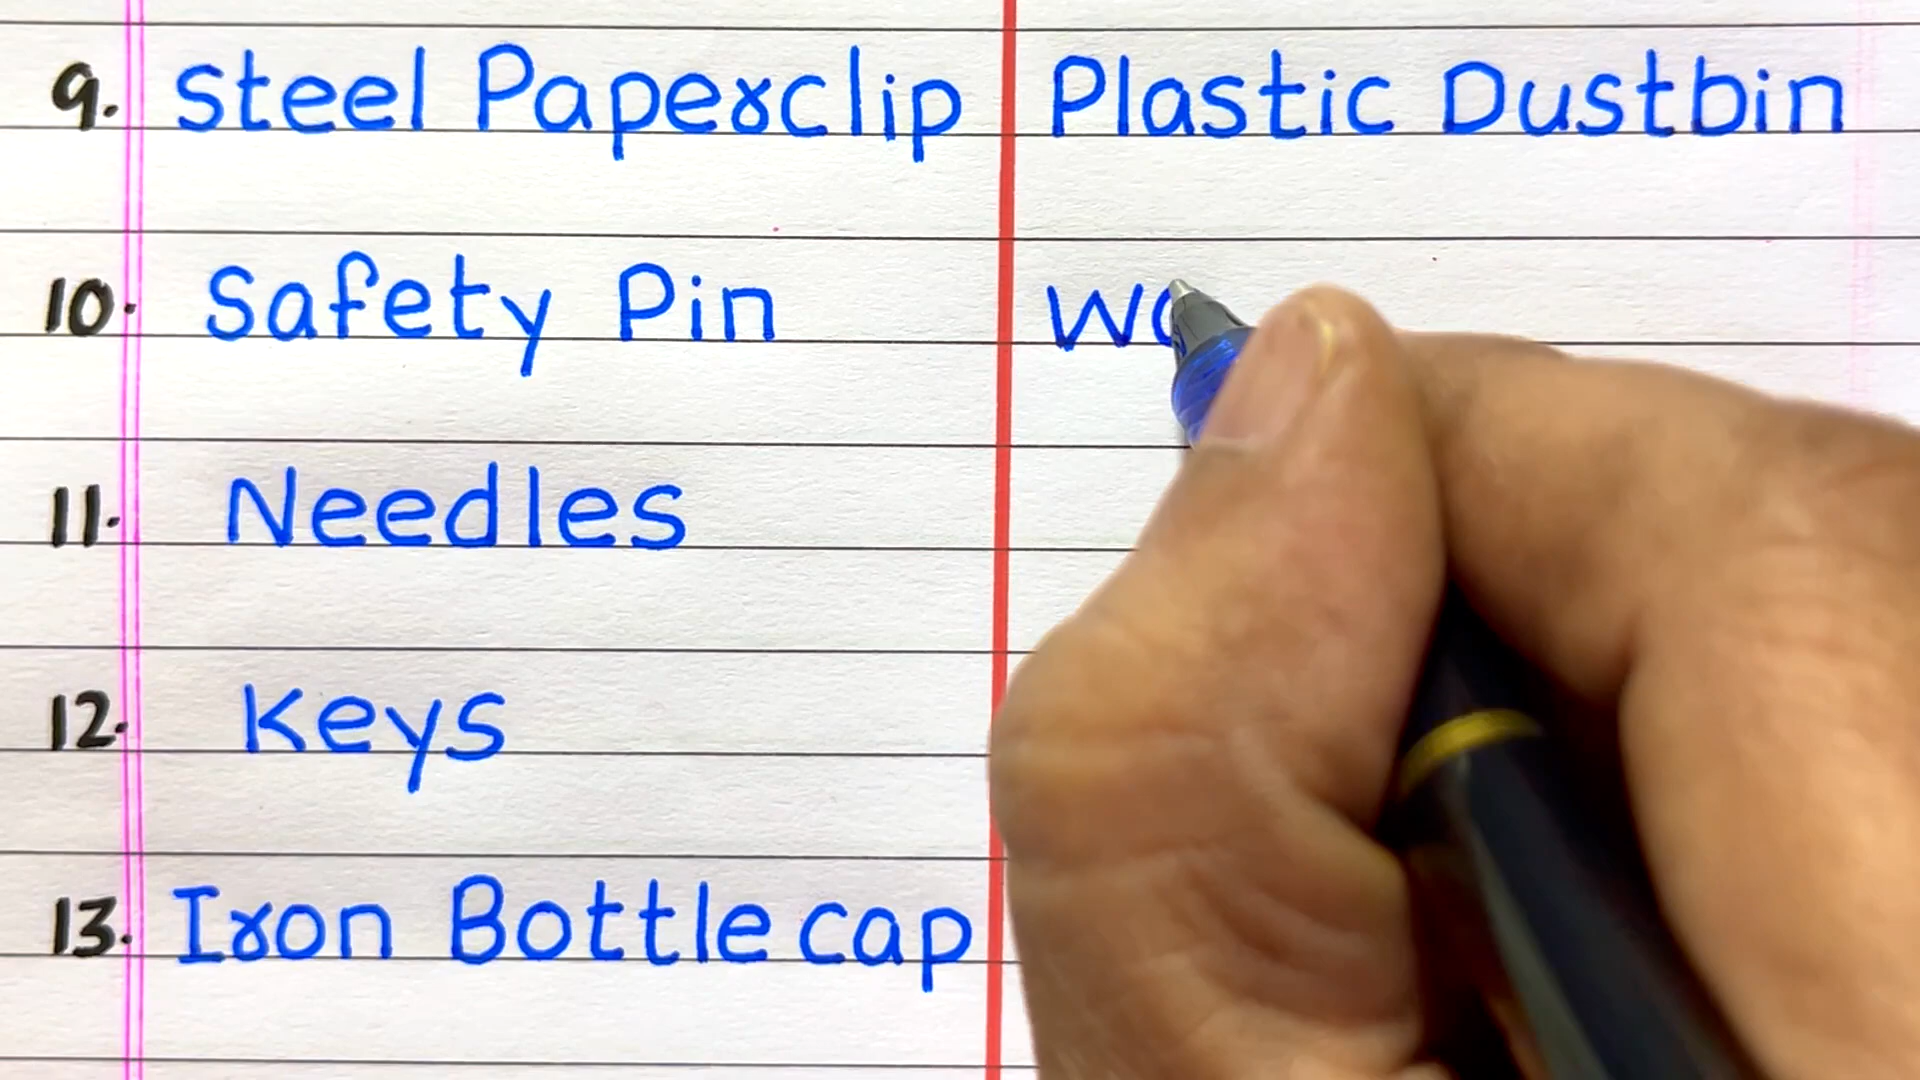 9. Steel Paperclip Plastic Dustbin
10. Safety Pin
11. Needles
12. Keys
13. Iron Bottle cap